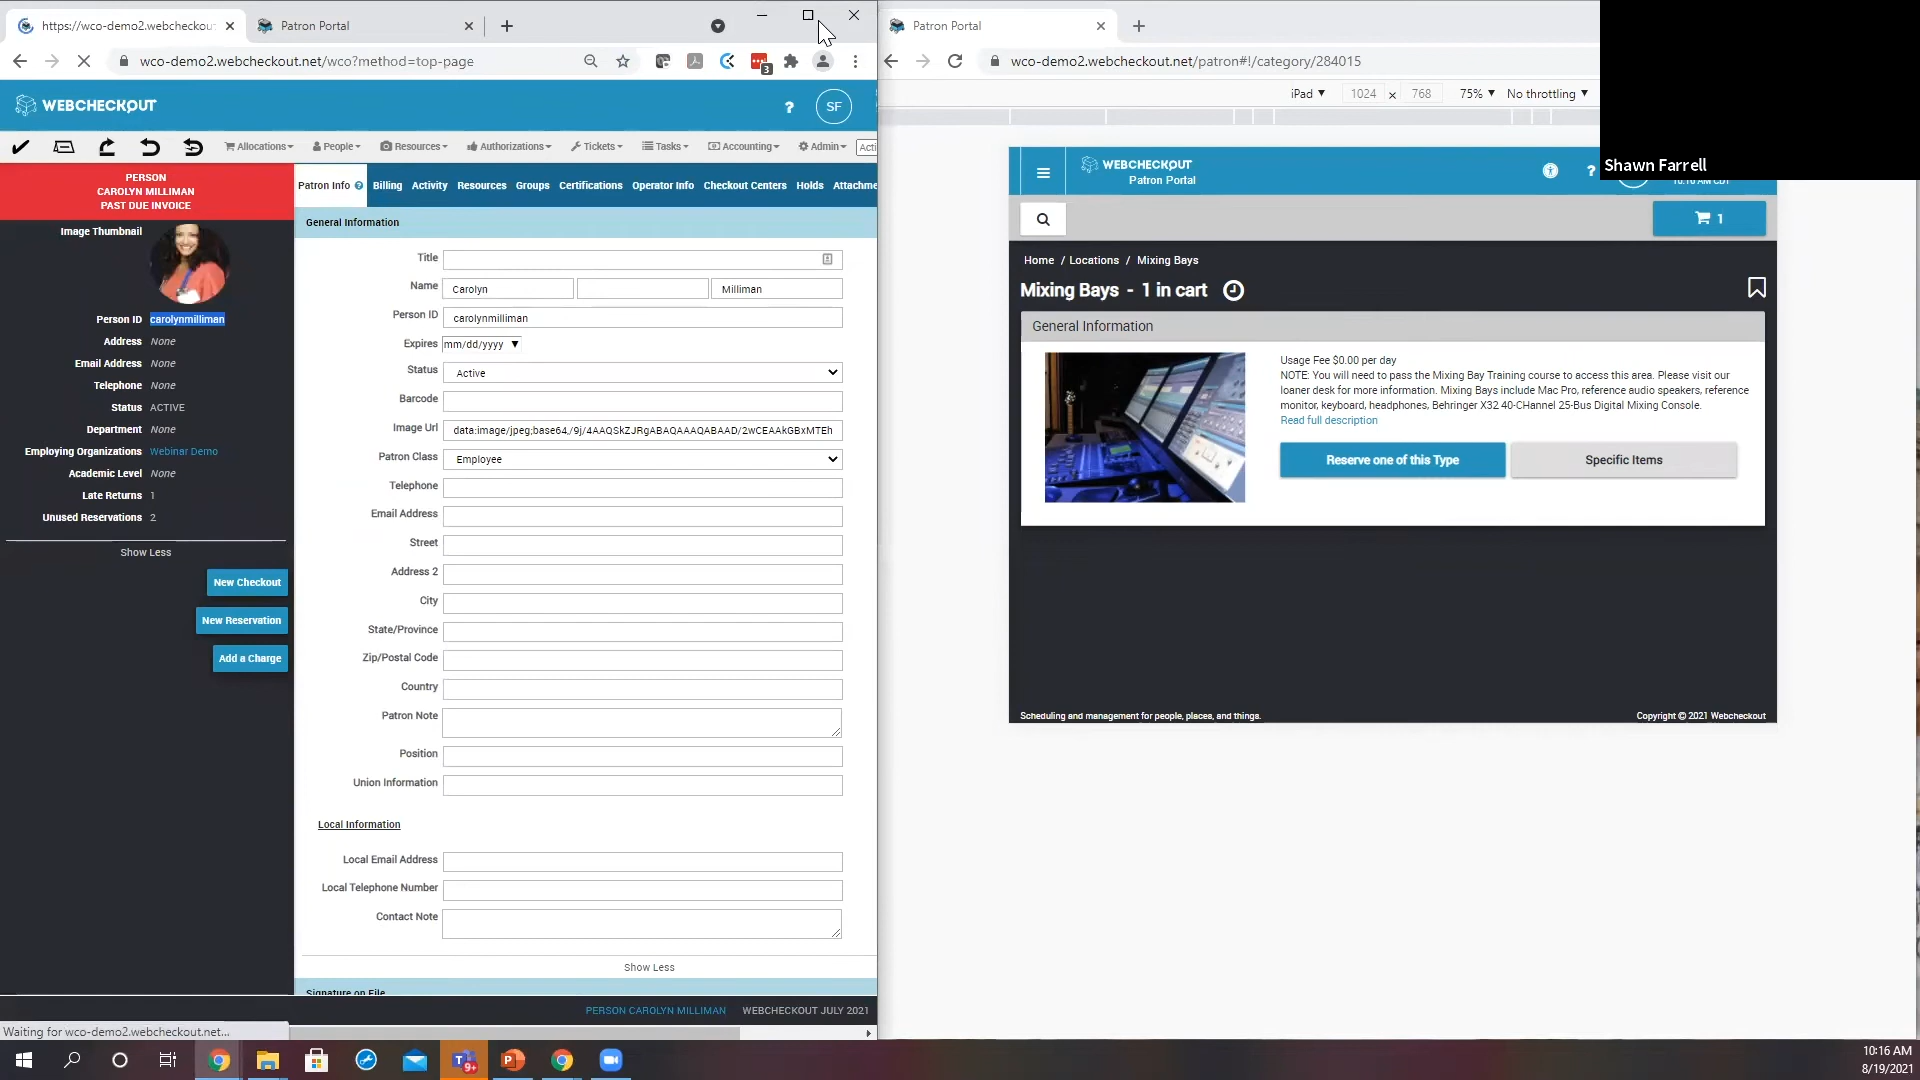 https://wco-demo2.webcheckou
Patron Portal
wco-demo2.webcheckout.net/wco?method=top-page
3
WEBCHECKOUT
?
SF
Allocations
People
Resources
Authorizations
Tickets
Tasks
Accounting
Admin
Acti
PERSON
CAROLYN MILLIMAN
PAST DUE INVOICE
Image Thumbnail
Person ID carolynmilliman
Address None
Email Address None
Telephone None
Status ACTIVE
Department None
Employing Organizations Webinar Demo
Academic Level None
Late Returns 1
Unused Reservations 2
Show Less
New Checkout
New Reservation
Add a Charge
Patron Info ?
Billing
Activity
Resources
Groups
Certifications
Operator Info
Checkout Centers
Holds
Attachme
General Information
Title
Name Carolyn Milliman
Person ID carolynmilliman
Expires mm/dd/yyyy
Status Active
Barcode
Image Url data:image/jpeg;base64,/9j/4AAQSkZJRgABAQAAAQABAAD/2wCEAAkGBxMTEh
Patron Class Employee
Telephone
Email Address
Street
Address 2
City
State/Province
Zip/Postal Code
Country
Patron Note
Position
Union Information
Local Information
Local Email Address
Local Telephone Number
Contact Note
Show Less
Signature on File
PERSON CAROLYN MILLIMAN WEBCHECKOUT JULY 2021
Waiting for wco-demo2.webcheckout.net...
Patron Portal
wco-demo2.webcheckout.net/patron#!/category/284015
iPad 1024 x 768 75% No throttling
Shawn Farrell
WEBCHECKOUT
Patron Portal
?
10:16 AM CDT
1
Home / Locations / Mixing Bays
Mixing Bays - 1 in cart
General Information
Usage Fee $0.00 per day
NOTE: You will need to pass the Mixing Bay Training course to access this area. Please visit our
loaner desk for more information. Mixing Bays include Mac Pro, reference audio speakers, reference
monitor, keyboard, headphones, Behringer X32 40-CHannel 25-Bus Digital Mixing Console.
Read full description
Reserve one of this Type
Specific Items
Scheduling and management for people, places, and things.
Copyright © 2021 Webcheckout
9+
10:16 AM
8/19/2021